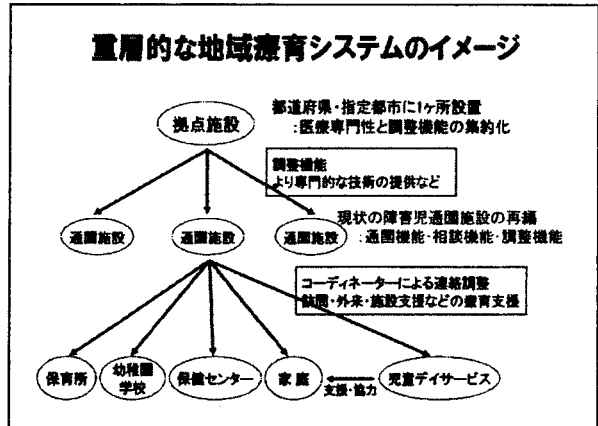 重層的な地域療育システムのイメージ
拠点施設
都道府県・指定都市に1ヶ所設置
:医療専門性と調整機能の集約化
調整機能
より専門的な技術の提供など
通園施設
通園施設
通園施設
現状の障害児通園施設の再編
:通園機能・相談機能・調整機能
コーディネーターによる連絡調整
訪問・外来・施設支援などの療育支援
保育所
幼稚園
学校
保健センター
家庭
支援・協力
児童デイサービス